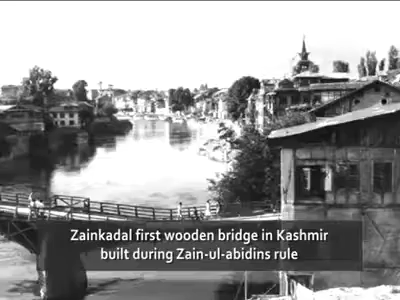 Zainkadal first wooden bridge in Kashmir
built during Zain-ul-abidins rule